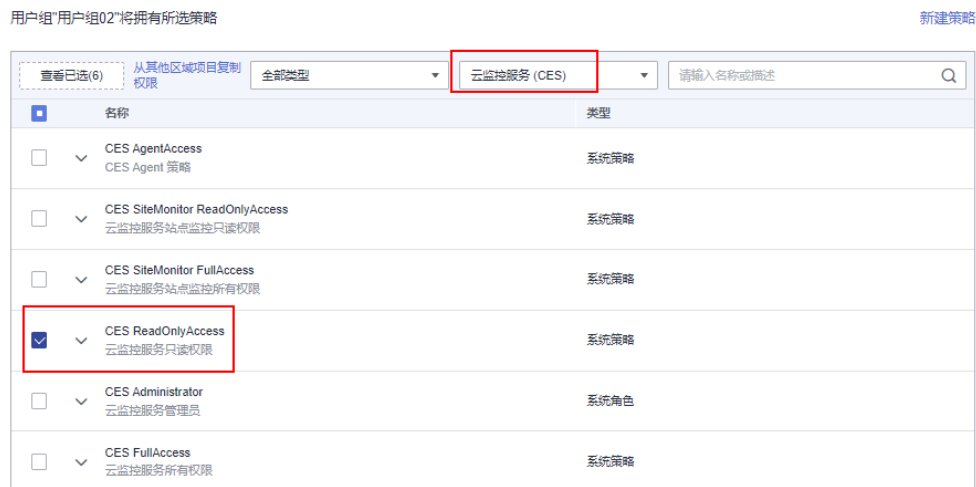 用户组"用户组02"将拥有所选策略
新建策略
查看已选(6)
从其他区域项目复制
权限
全部类型
云监控服务 (CES)
请输入名称或描述
名称
类型
CES AgentAccess
CES Agent 策略
系统策略
CES SiteMonitor ReadOnlyAccess
云监控服务站点监控只读权限
系统策略
CES SiteMonitor FullAccess
云监控服务站点监控所有权限
系统策略
CES ReadOnlyAccess
云监控服务只读权限
系统策略
CES Administrator
云监控服务管理员
系统角色
CES FullAccess
云监控服务所有权限
系统策略